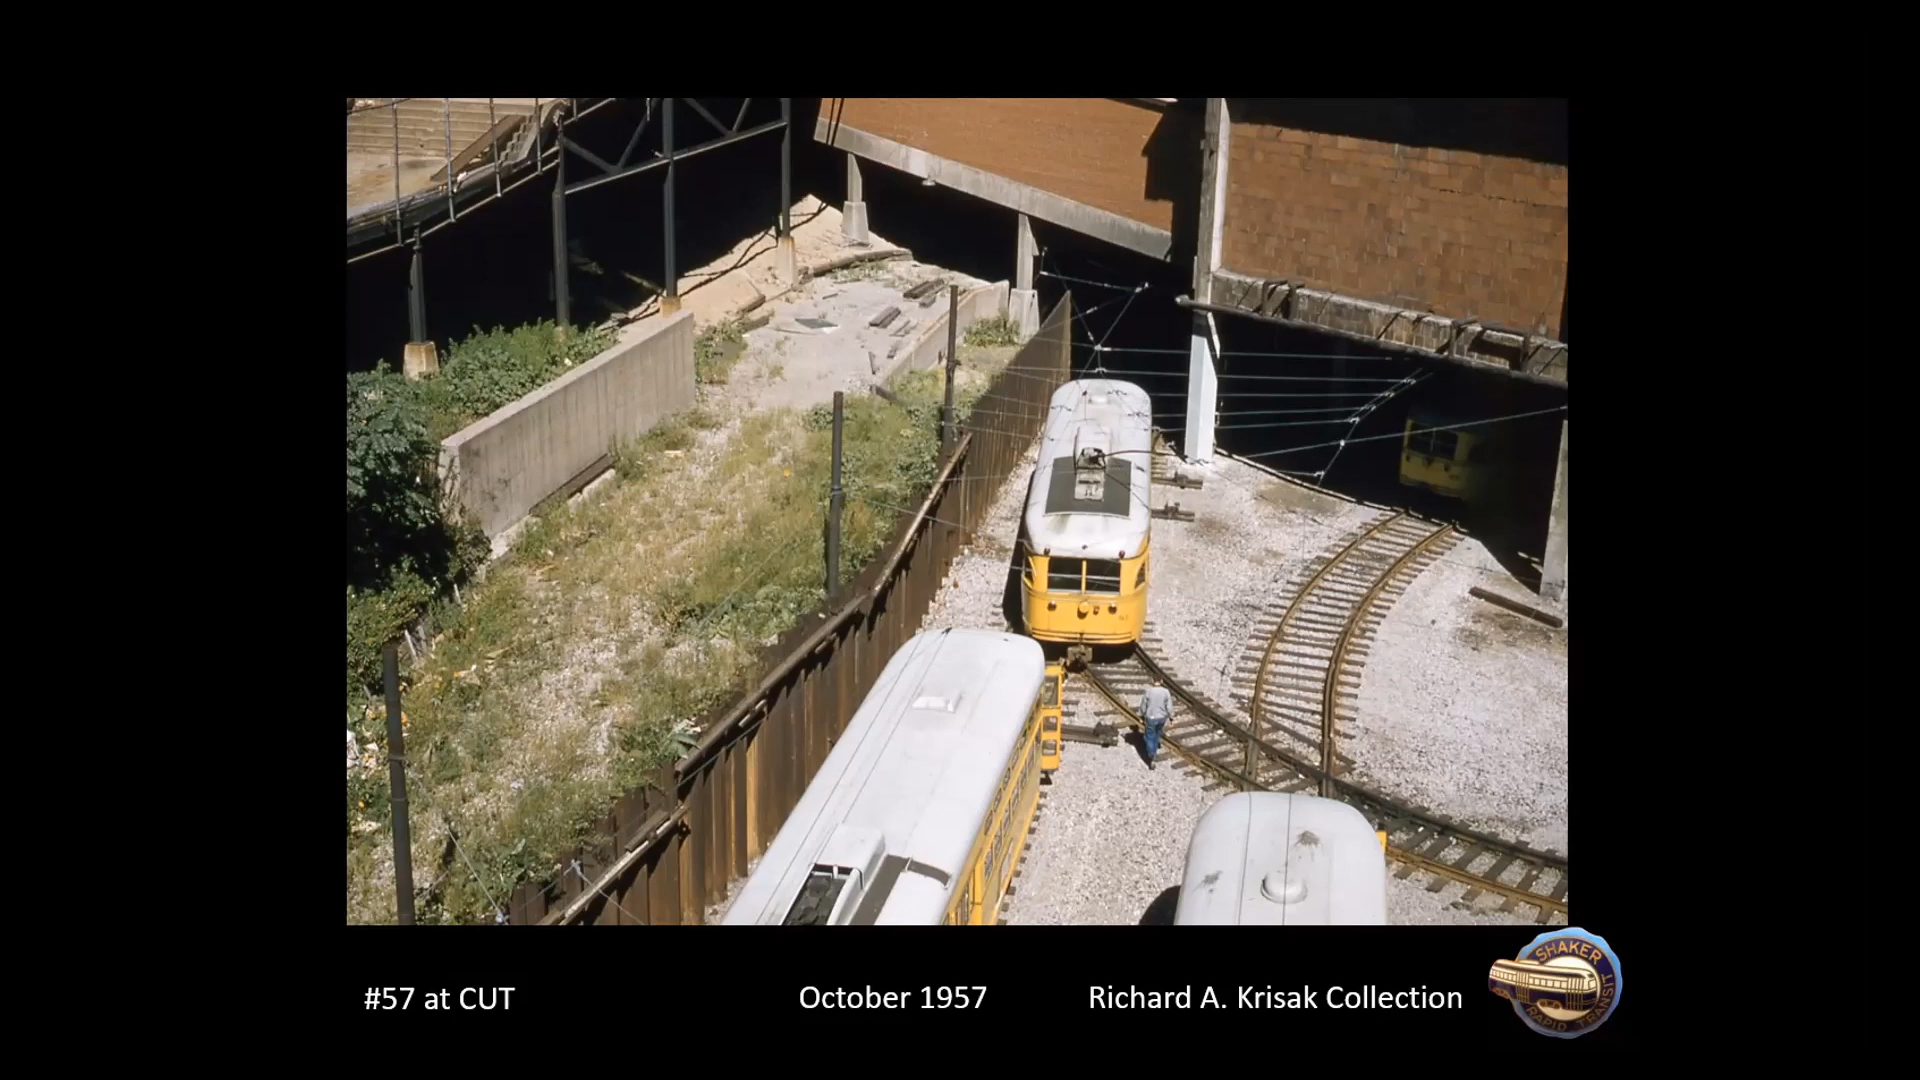 #57 at CUT
October 1957
Richard A. Krisak Collection
SHAKER
RAPID TRANSIT